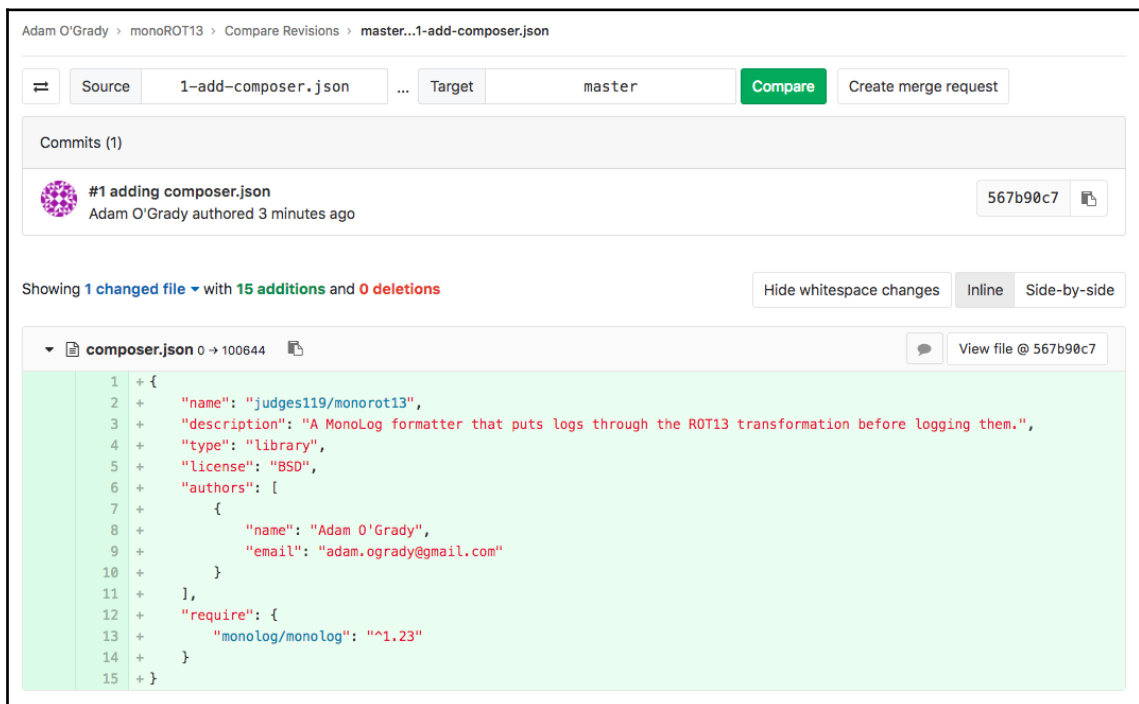 Adam O'Grady > monoROT13 > Compare Revisions > master...1-add-composer.json
Source 1-add-composer.json ... Target master Compare Create merge request
Commits (1)
#1 adding composer.json
567b90c7
Adam O'Grady authored 3 minutes ago
Showing 1 changed file with 15 additions and 0 deletions Hide whitespace changes Inline Side-by-side
composer.json 0 → 100644 View file @ 567b90c7
1 + {
2 +     "name": "judges119/monorot13",
3 +     "description": "A MonoLog formatter that puts logs through the ROT13 transformation before logging them.",
4 +     "type": "library",
5 +     "license": "BSD",
6 +     "authors": [
7 +         {
8 +             "name": "Adam O'Grady",
9 +             "email": "adam.ogrady@gmail.com"
10 +         }
11 +     ],
12 +     "require": {
13 +         "monolog/monolog": "^1.23"
14 +     }
15 + }